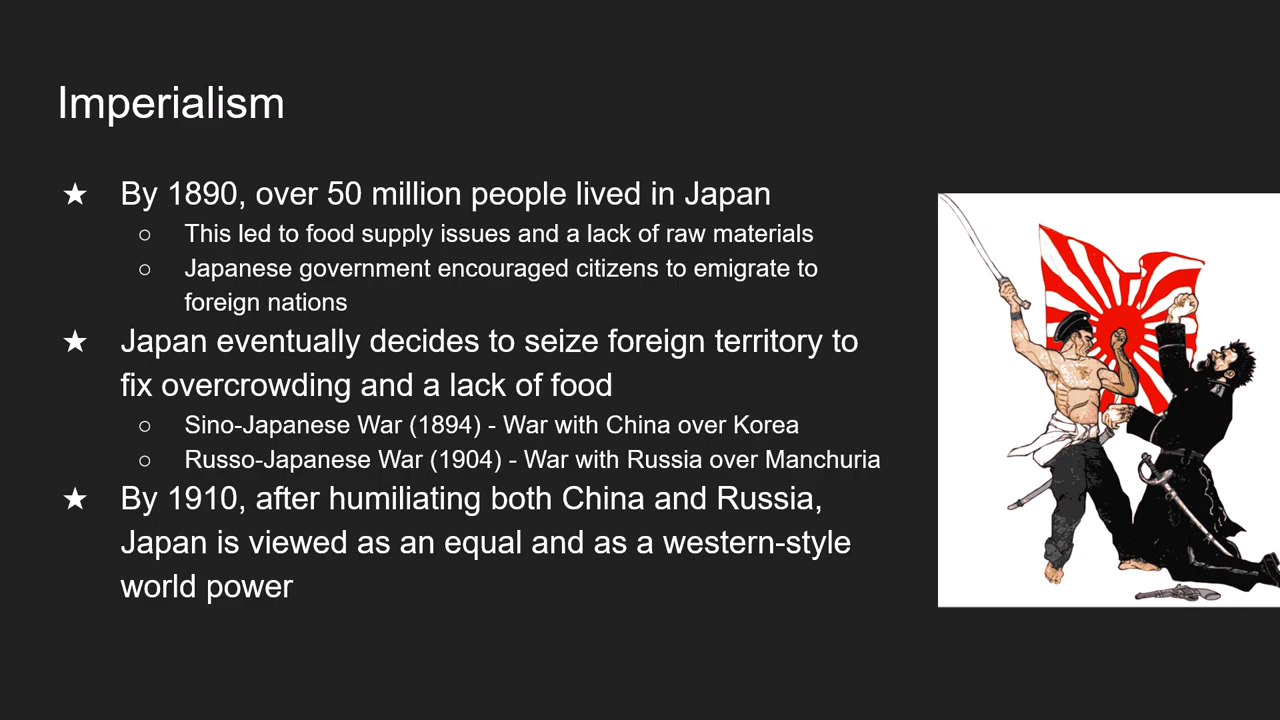 Imperialism
★ By 1890, over 50 million people lived in Japan
○ This led to food supply issues and a lack of raw materials
○ Japanese government encouraged citizens to emigrate to
foreign nations
★ Japan eventually decides to seize foreign territory to
fix overcrowding and a lack of food
○ Sino-Japanese War (1894) - War with China over Korea
○ Russo-Japanese War (1904) - War with Russia over Manchuria
★ By 1910, after humiliating both China and Russia,
Japan is viewed as an equal and as a western-style
world power